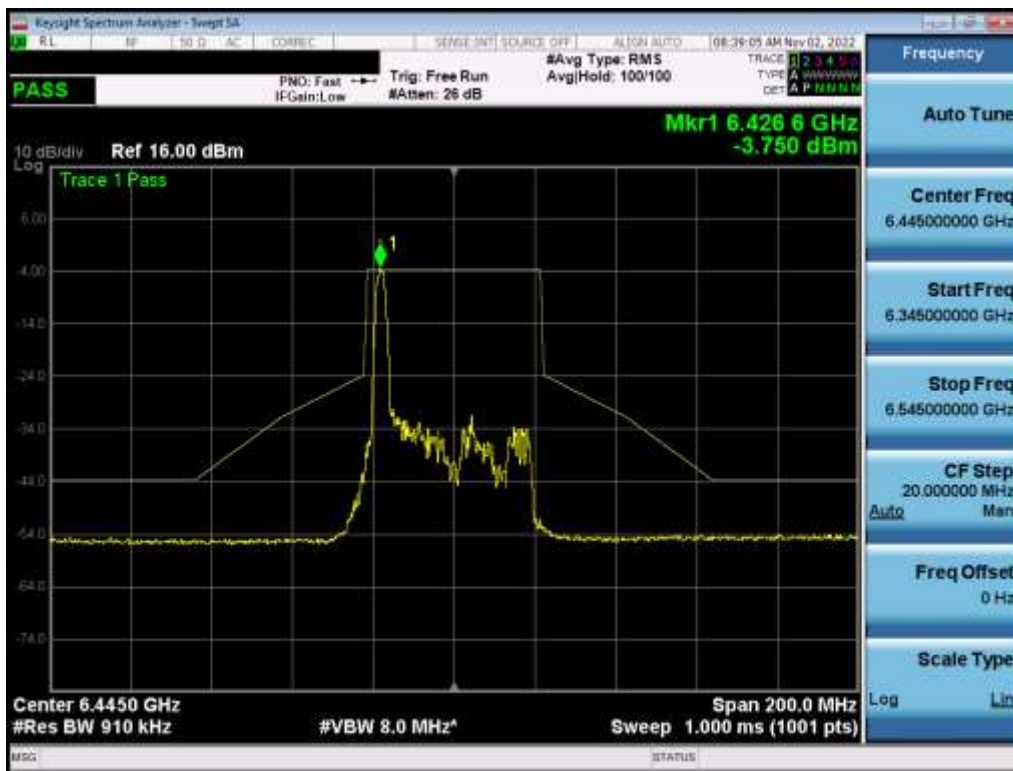 Keysight Spectrum Analyzer - Swept SA
RL RF 50 Ω AC CORREC SENSE:INT SOURCE OFF ALIGN AUTO 08:39:05 AM Nov 02, 2022
PASS
PNO: Fast
IFGain:Low
Trig: Free Run
#Atten: 26 dB
#Avg Type: RMS
Avg|Hold: 100/100
TRACE 1 2 3 4 5 6
TYPE A WWWWW
DET A P N N N N
Mkr1 6.426 6 GHz
-3.750 dBm
10 dB/div Ref 16.00 dBm
Log
Trace 1 Pass
1
6.00
-4.00
-14.0
-24.0
-34.0
-44.0
-54.0
-64.0
-74.0
Center 6.4450 GHz Span 200.0 MHz
#Res BW 910 kHz #VBW 8.0 MHz* Sweep 1.000 ms (1001 pts)
MSG STATUS
Frequency
Auto Tune
Center Freq
6.445000000 GHz
Start Freq
6.345000000 GHz
Stop Freq
6.545000000 GHz
CF Step
20.000000 MHz
Auto Man
Freq Offset
0 Hz
Scale Type
Log Lin